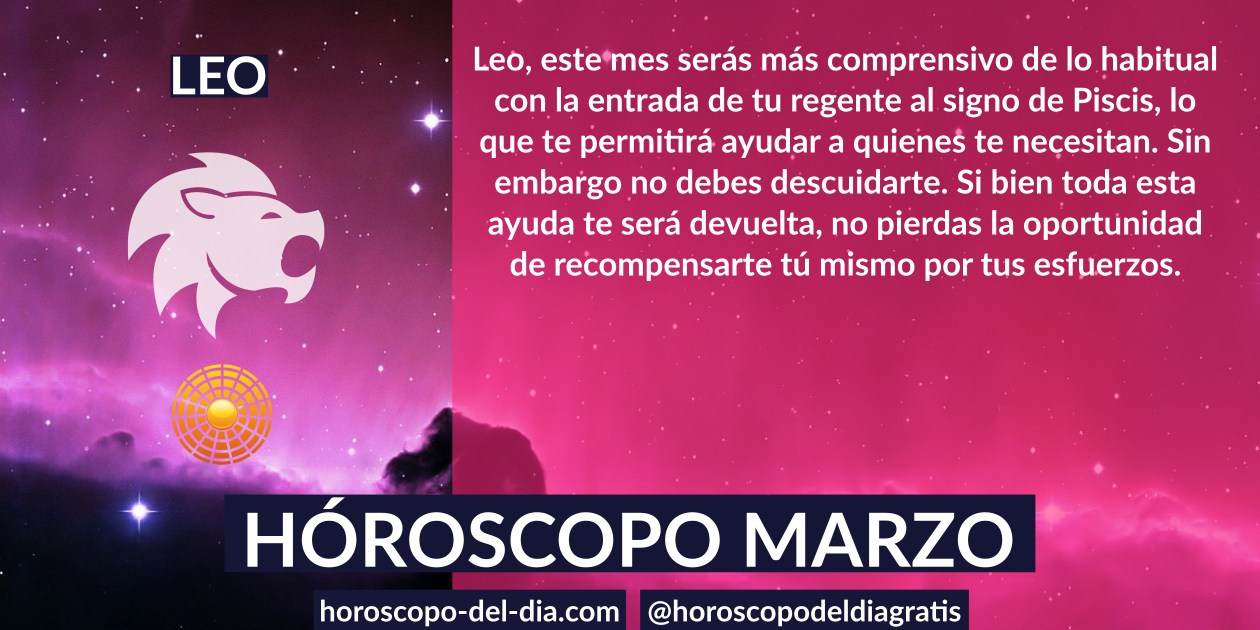 LEO
Leo, este mes serás más comprensivo de lo habitual
con la entrada de tu regente al signo de Piscis, lo
que te permitirá ayudar a quienes te necesitan. Sin
embargo no debes descuidarte. Si bien toda esta
ayuda te será devuelta, no pierdas la oportunidad
de recompensarte tú mismo por tus esfuerzos.
HÓROSCOPO MARZO
horoscopo-del-dia.com
@horoscopodeldiagratis